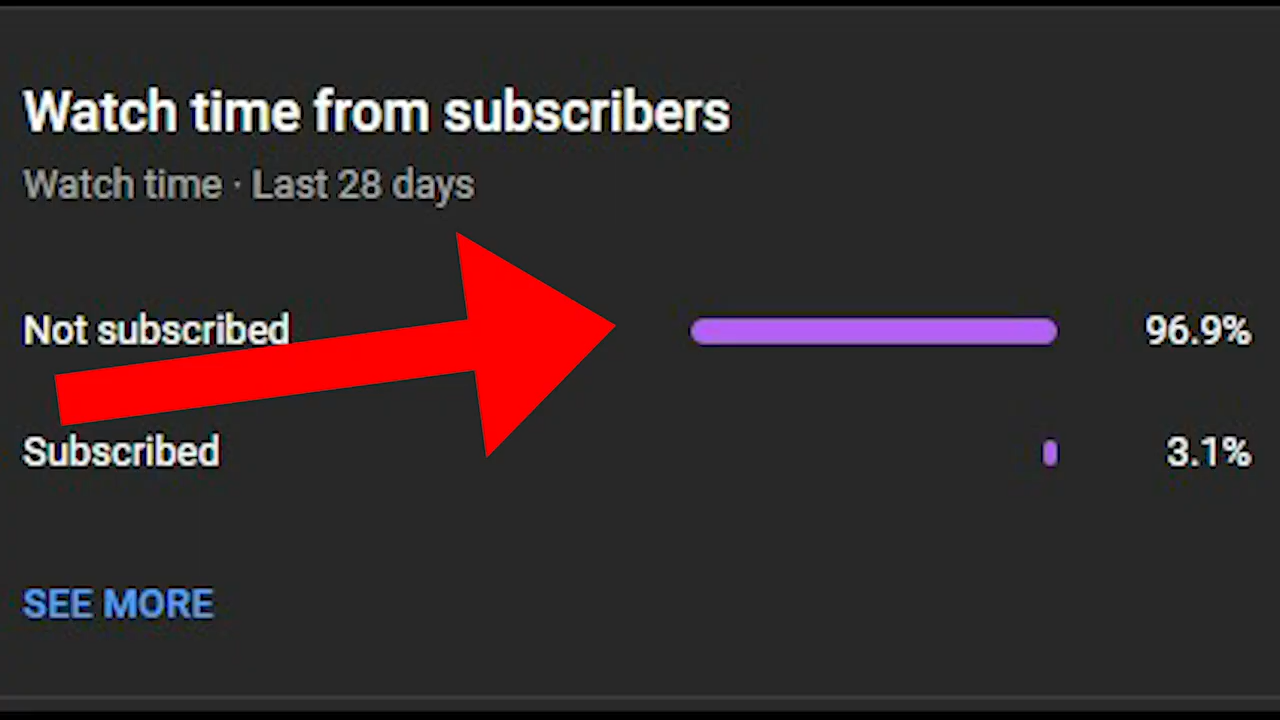 Watch time from subscribers
Watch time · Last 28 days
Not subscribed 96.9%
Subscribed 3.1%
SEE MORE